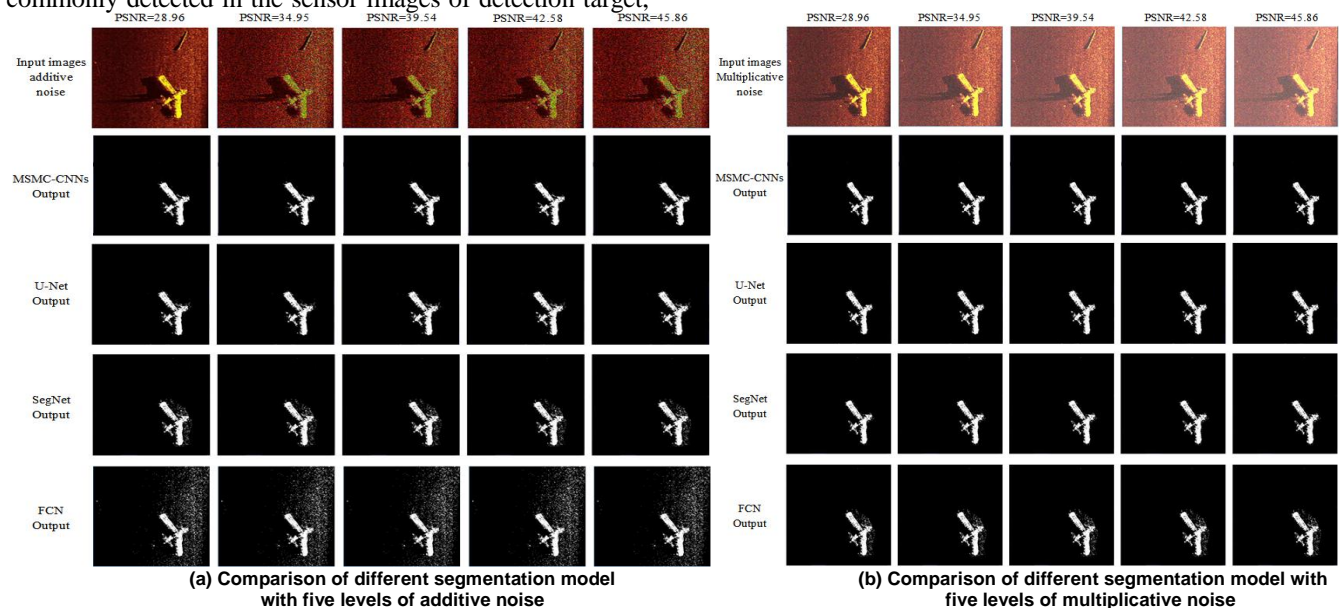 commonly detected in the sensor images of detection target,
PSNR=28.96 PSNR=34.95 PSNR=39.54 PSNR=42.58 PSNR=45.86
Input images
additive
noise
MSMC-CNNs
Output
U-Net
Output
SegNet
Output
FCN
Output
(a) Comparison of different segmentation model
with five levels of additive noise
PSNR=28.96 PSNR=34.95 PSNR=39.54 PSNR=42.58 PSNR=45.86
Input images
Multiplicative
noise
MSMC-CNNs
Output
U-Net
Output
SegNet
Output
FCN
Output
(b) Comparison of different segmentation model with
five levels of multiplicative noise